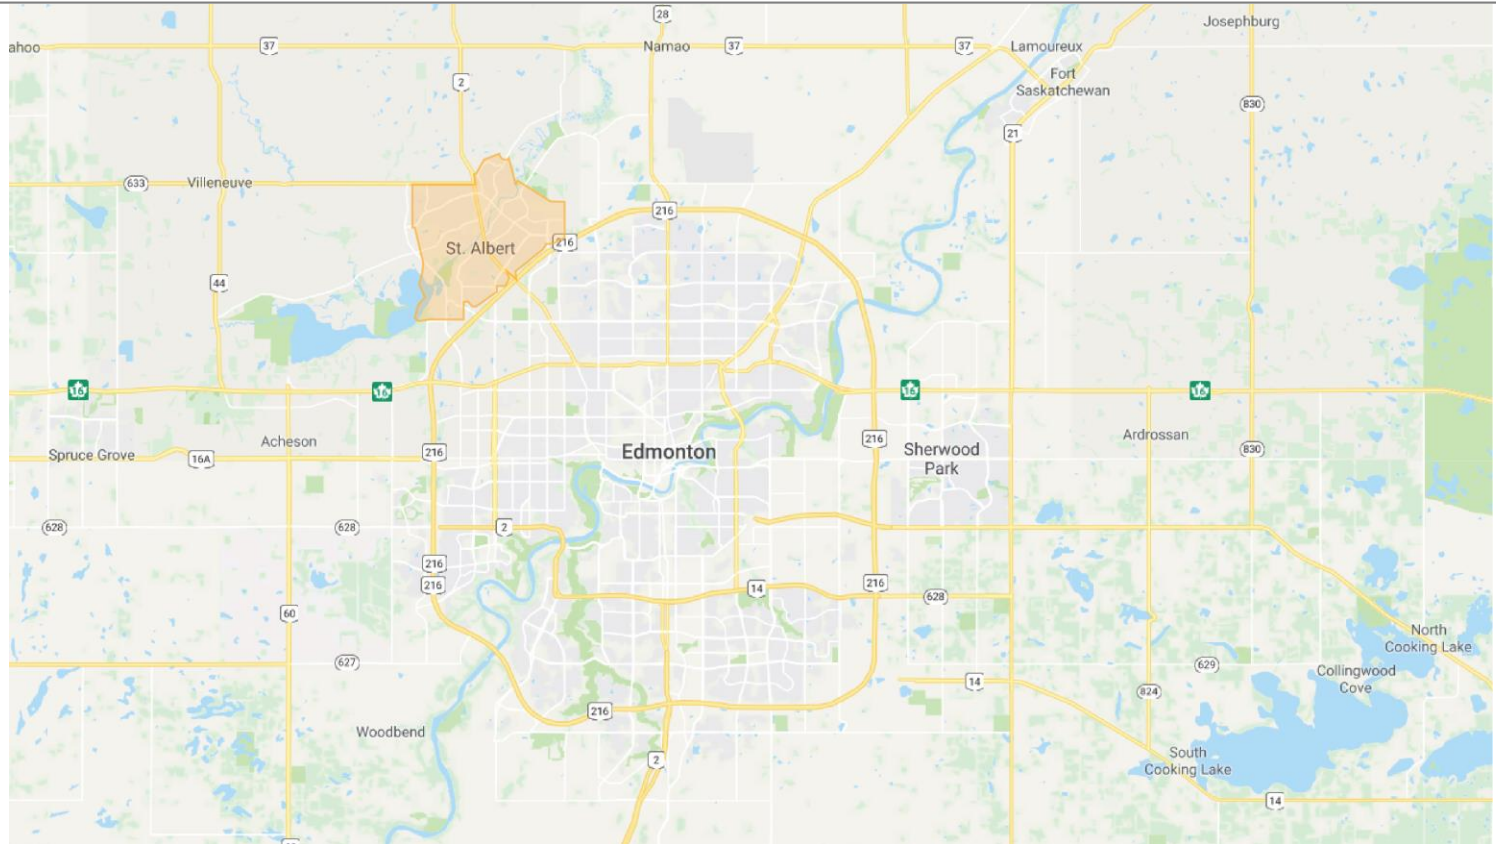 28
Josephburg
ahoo
37
Namao
37
37
Lamoureux
2
Fort
Saskatchewan
830
21
633
Villeneuve
216
St. Albert
216
44
16
16
16
16
Acheson
216
216
Edmonton
Sherwood
Park
Ardrossan
830
Spruce Grove
16A
628
628
2
216
216
14
216
628
60
627
North
Cooking Lake
629
Collingwood
Cove
14
824
216
Woodbend
2
South
Cooking Lake
14